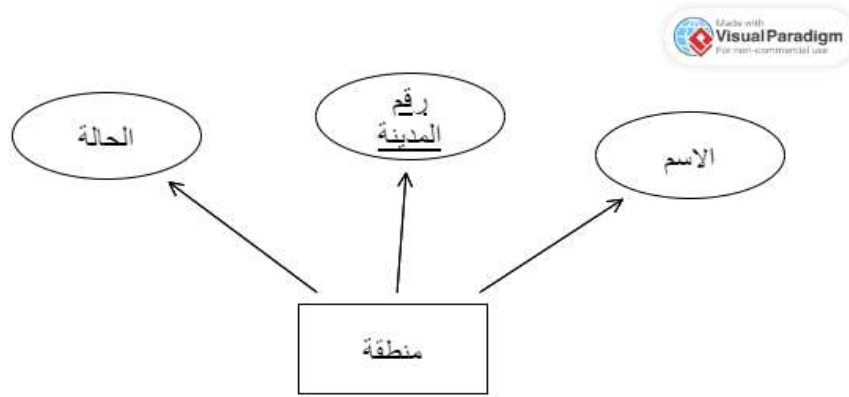 Made with
Visual Paradigm
For non-commercial use
رقم
المدينة
الاسم
الحالة
منطقة